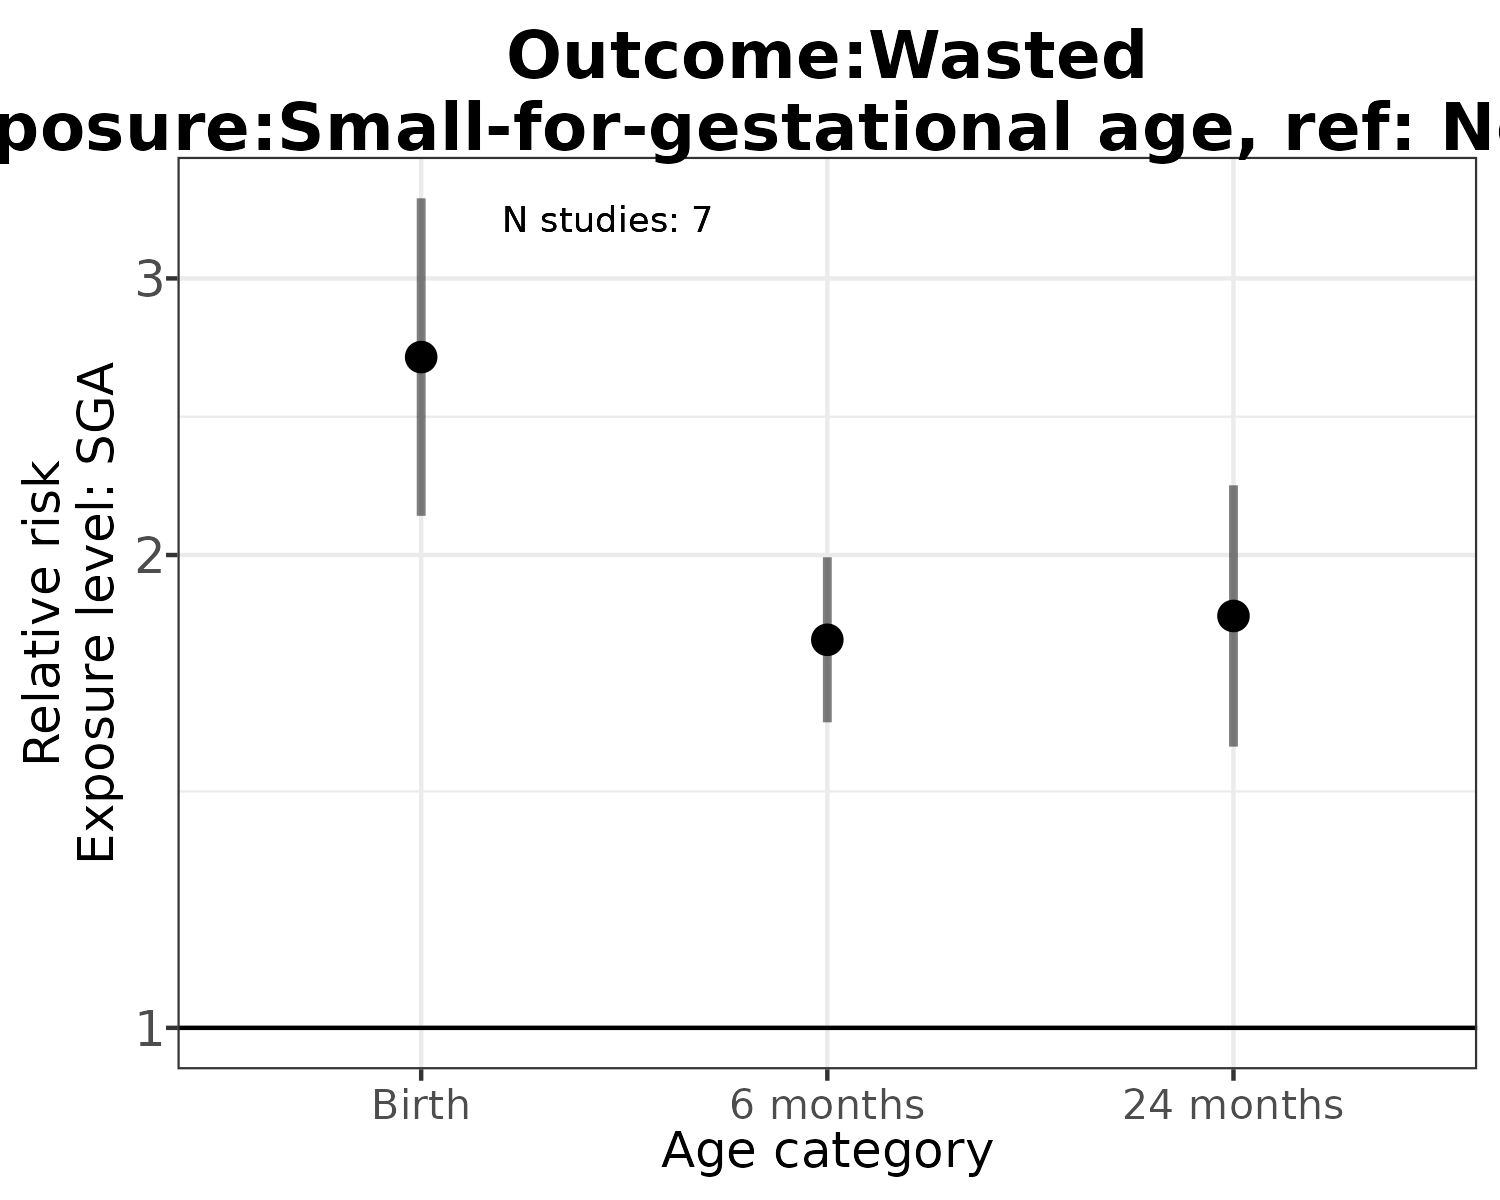 Outcome:Wasted
posure:Small-for-gestational age, ref: N
N studies: 7
3
2
1
Relative risk
Exposure level: SGA
Birth
6 months
24 months
Age category